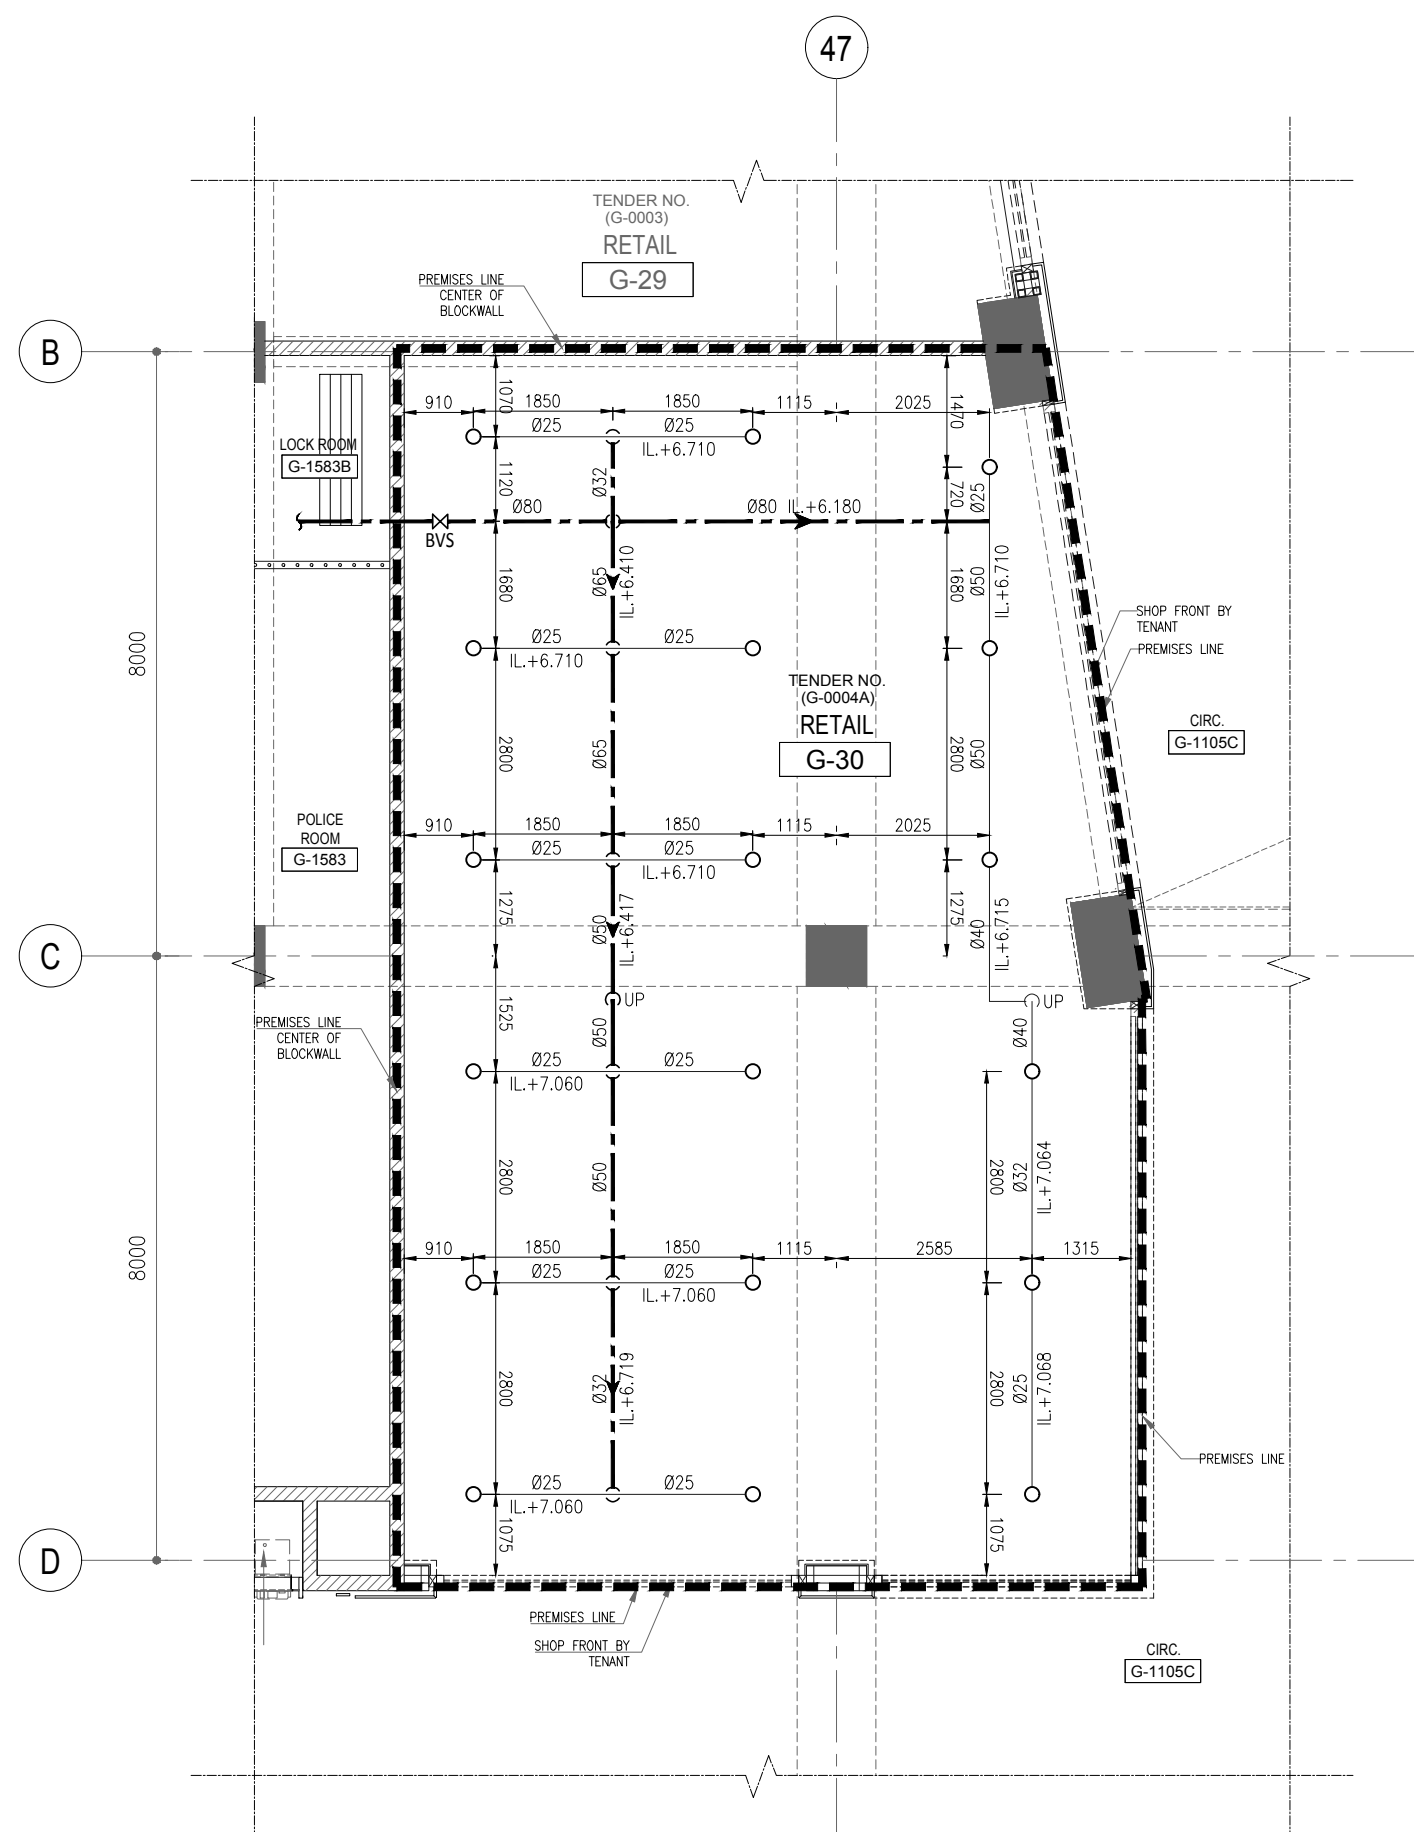 47
TENDER NO.
(G-0003)
RETAIL
G-29
PREMISES LINE
CENTER OF
BLOCKWALL
B
1070
910
1850
1850
1115
2025
1470
Ø25
Ø25
IL.+6.710
LOCK ROOM
G-1583B
1120
Ø32
720
Ø25
Ø80
Ø80 IL.+6.180
BVS
1680
Ø65
IL.+6.410
1680
Ø50
IL.+6.710
SHOP FRONT BY
TENANT
PREMISES LINE
8000
Ø25
Ø25
IL.+6.710
TENDER NO.
(G-0004A)
RETAIL
G-30
CIRC.
G-1105C
2800
Ø65
2800
Ø50
POLICE
ROOM
G-1583
910
1850
1850
1115
2025
Ø25
Ø25
IL.+6.710
1275
Ø50
IL.+6.417
1275
Ø40
IL.+6.715
C
UP
UP
PREMISES LINE
CENTER OF
BLOCKWALL
1525
Ø50
Ø40
Ø25
Ø25
IL.+7.060
2800
Ø50
2800
Ø32
IL.+7.064
8000
910
1850
1850
1115
2585
1315
Ø25
Ø25
IL.+7.060
2800
Ø32
IL.+6.719
2800
Ø25
IL.+7.068
PREMISES LINE
Ø25
Ø25
IL.+7.060
1075
1075
D
PREMISES LINE
SHOP FRONT BY
TENANT
CIRC.
G-1105C